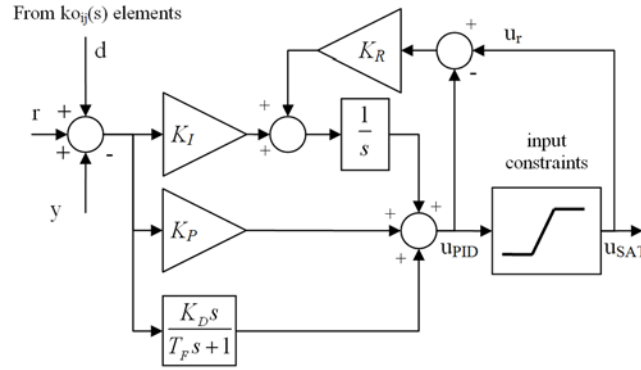 From ko_ij(s) elements
d
r
+
+
-
y
K_I
K_P
K_D s
T_F s+1
K_R
+
+
1
s
+
+
+
-
u_r
u_PID
input
constraints
u_SAT